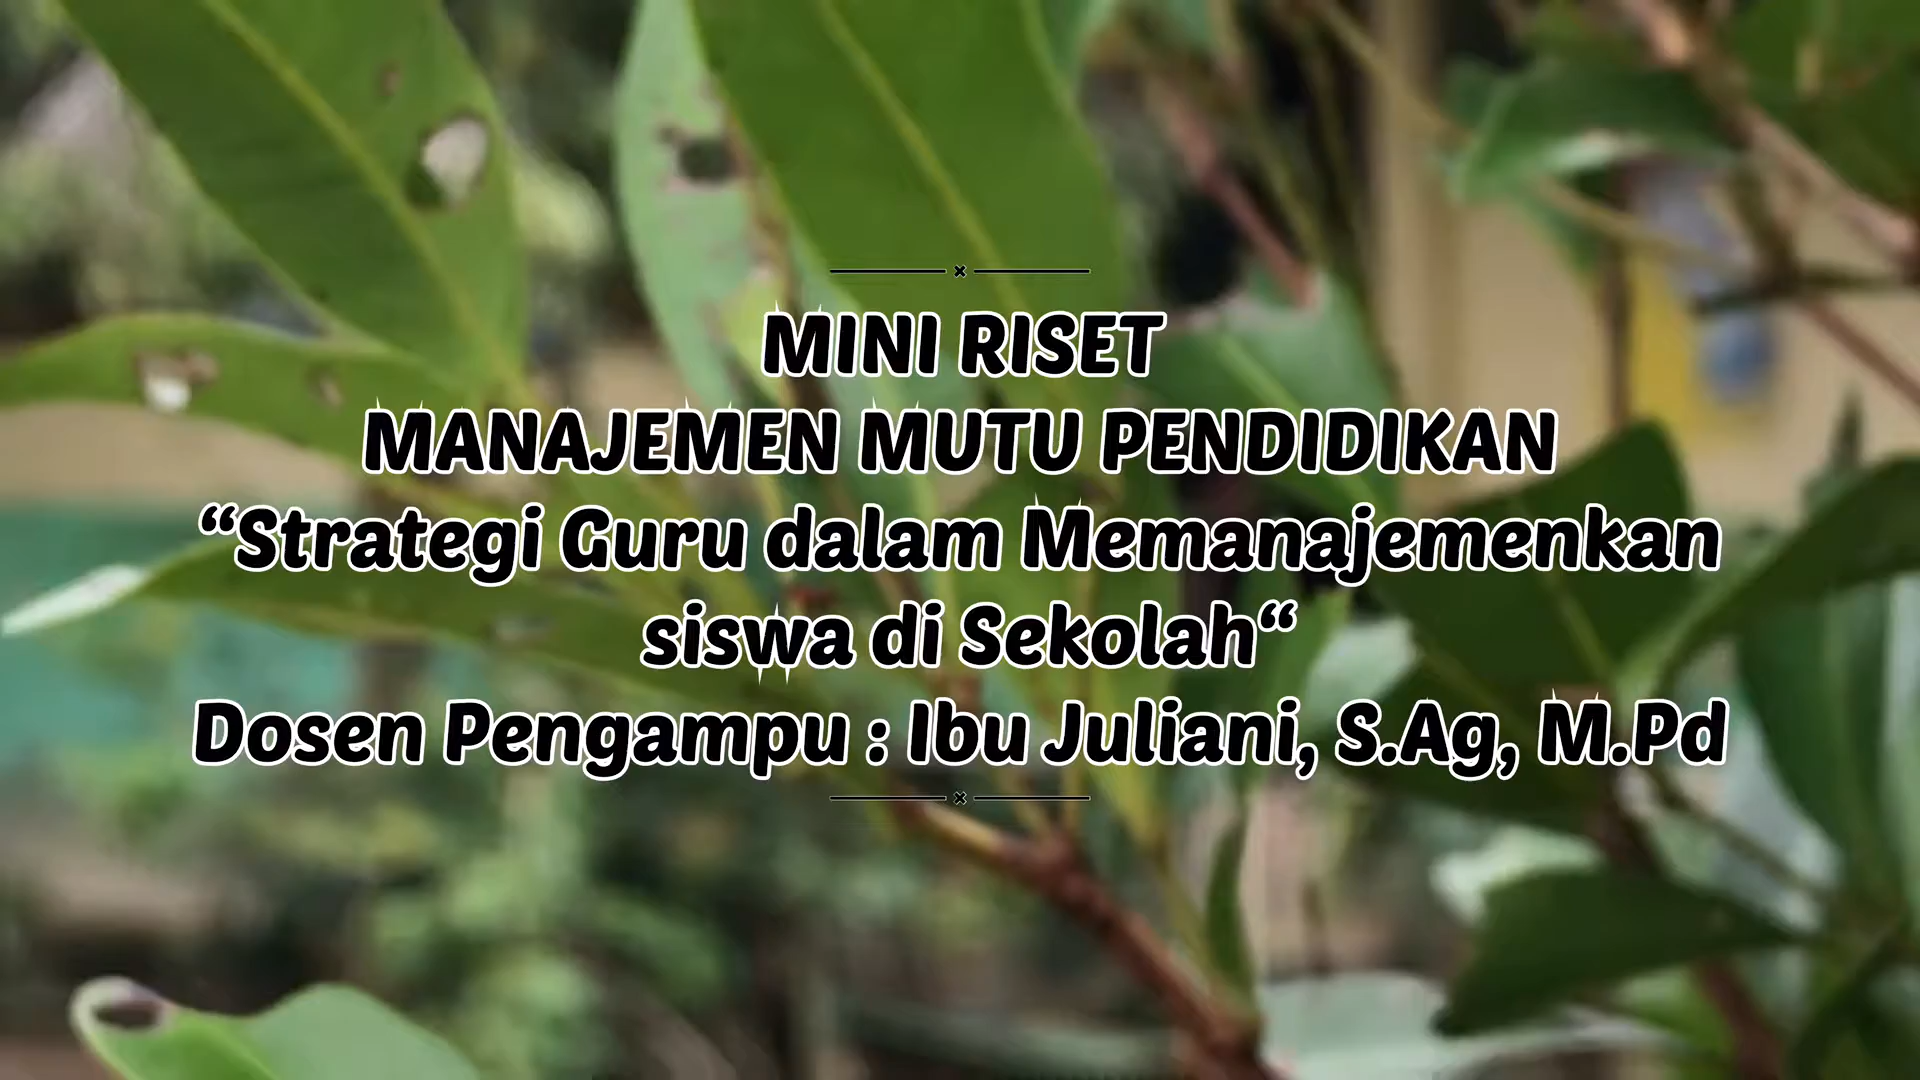 MINI RISET
MANAJEMEN MUTU PENDIDIKAN
“Strategi Guru dalam Memanajemenkan
siswa di Sekolah“
Dosen Pengampu : Ibu Juliani, S.Ag, M.Pd